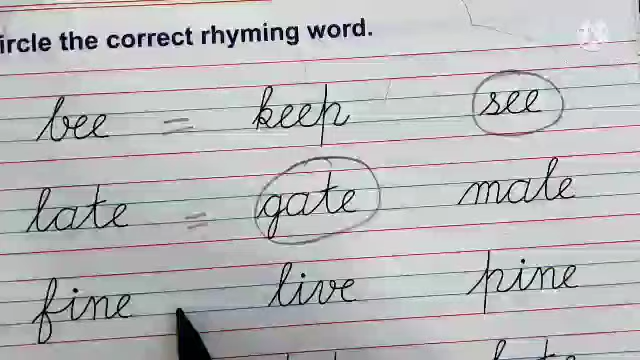 ircle the correct rhyming word.
bee = keep see
late = gate male
fine live pine